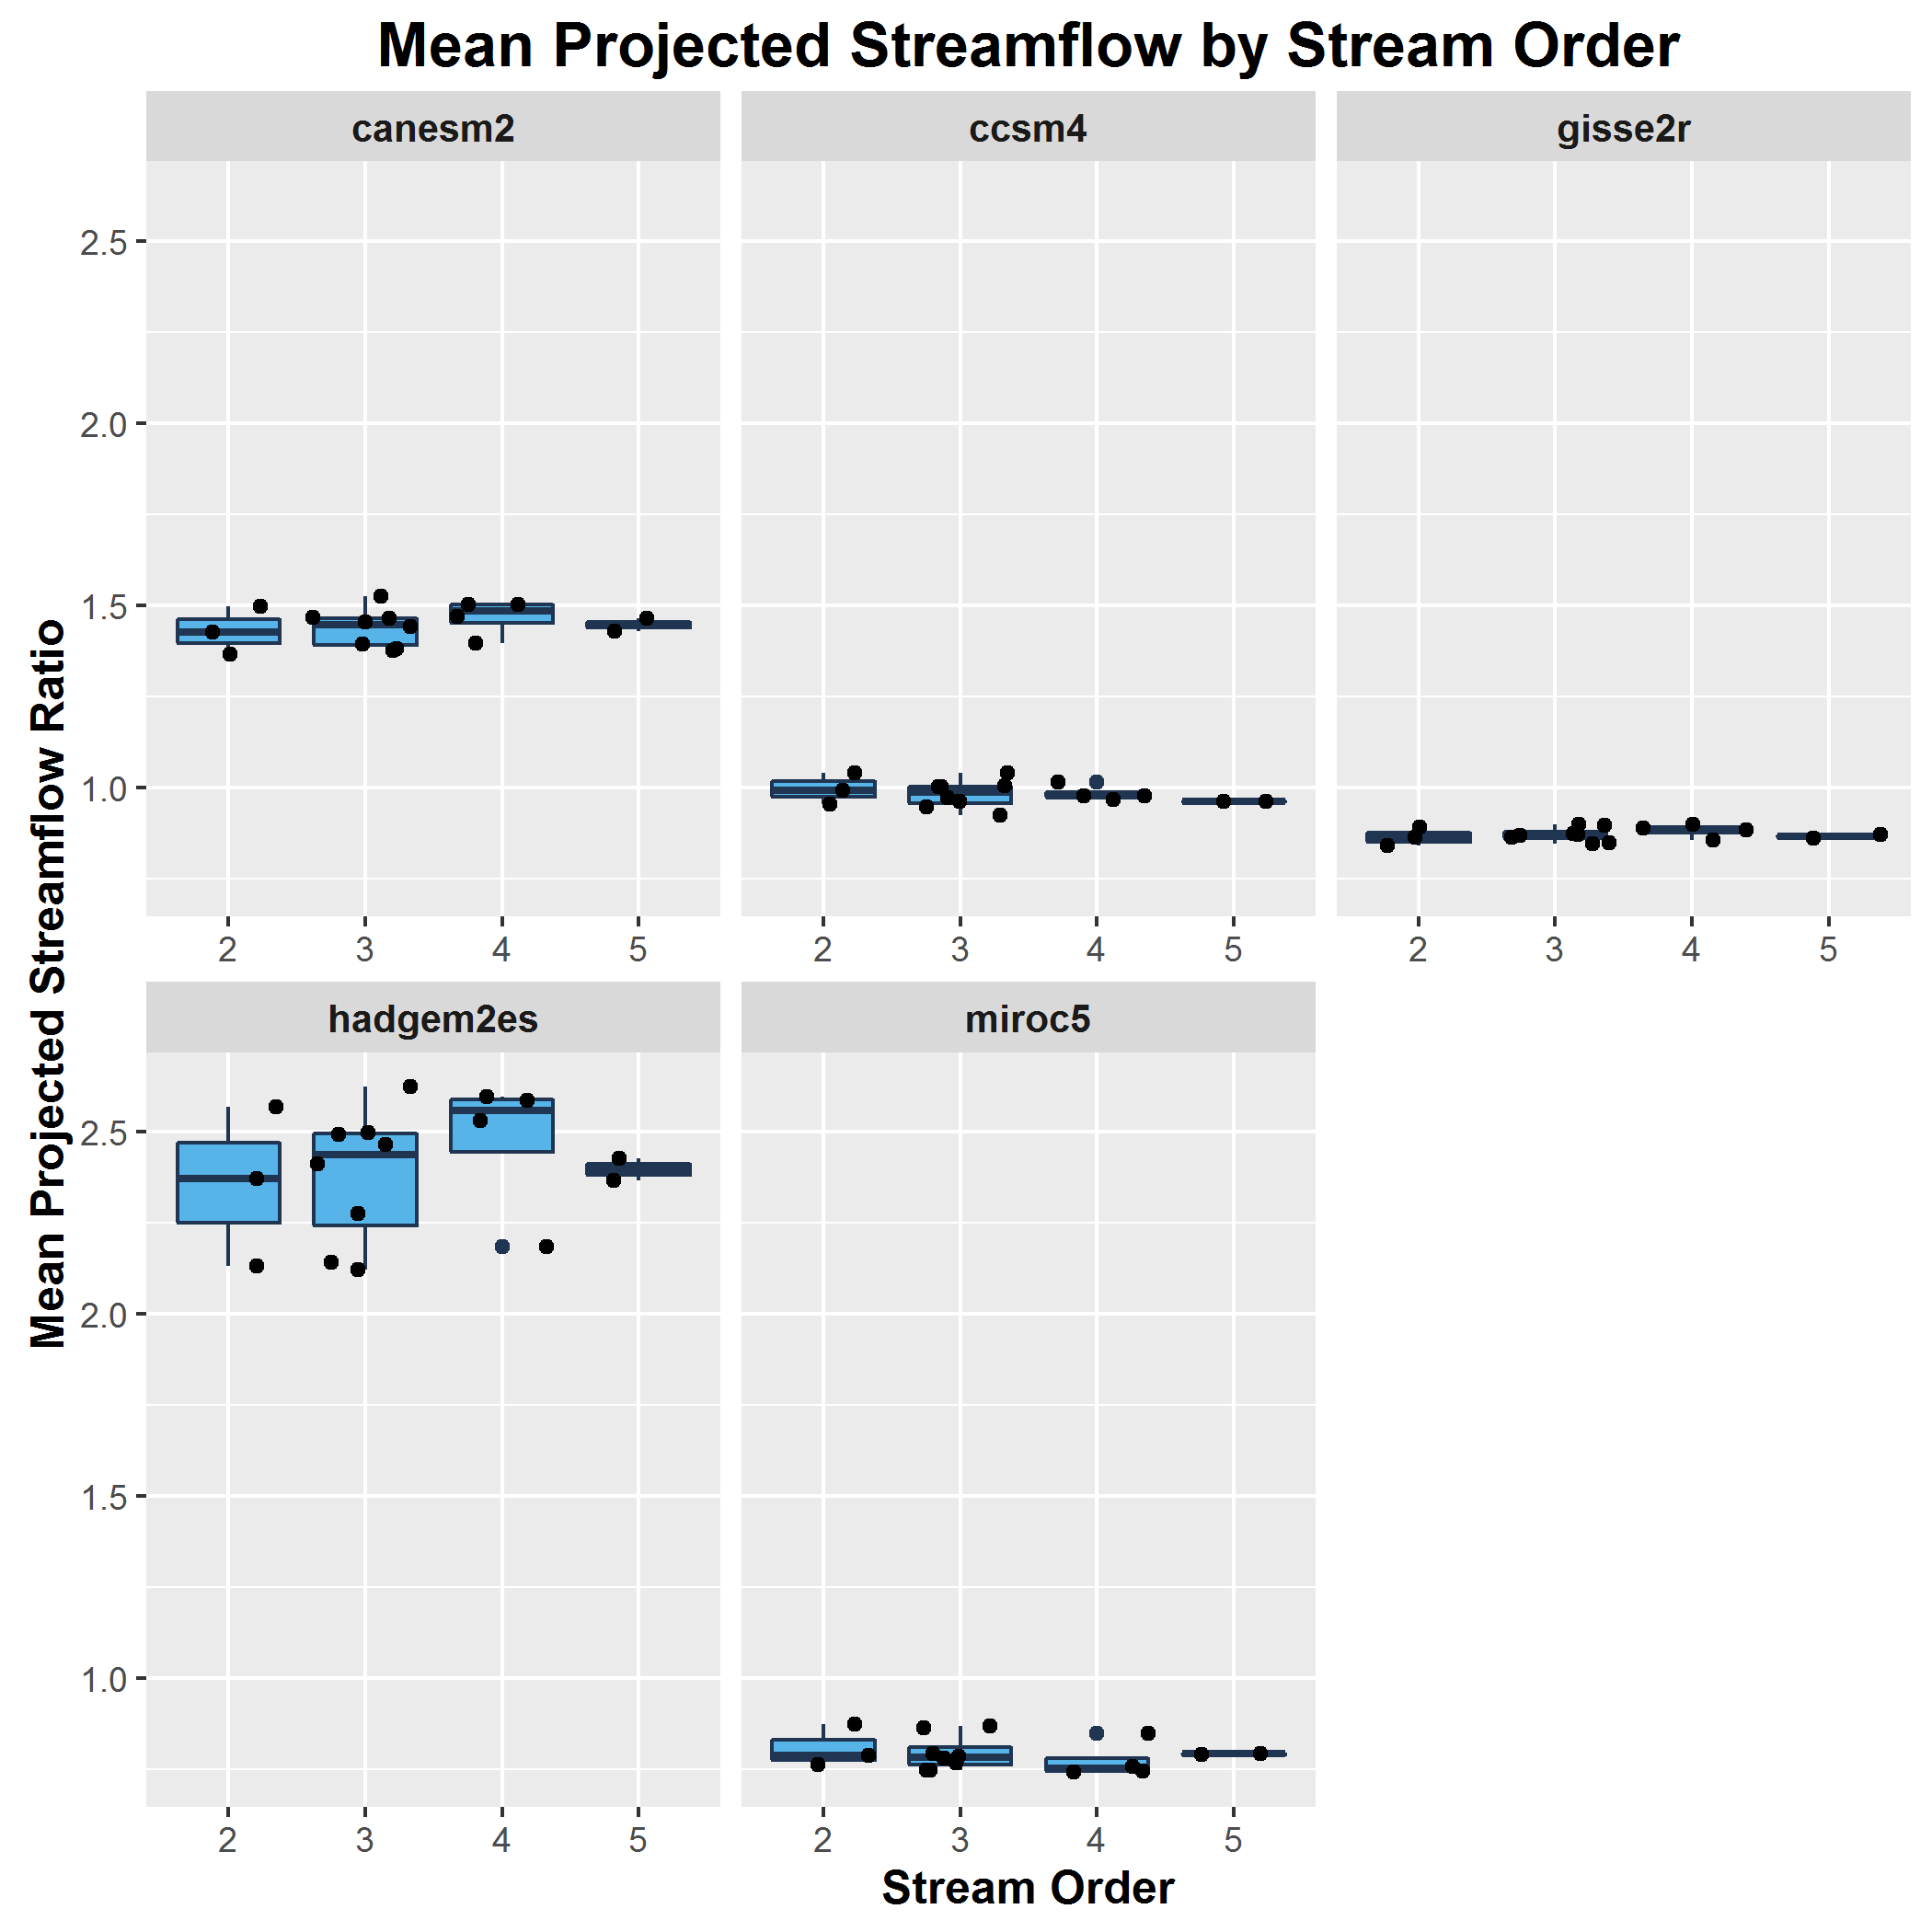 Mean Projected Streamflow by Stream Order
canesm2
ccsm4
gisse2r
2.5
2.0
1.5
1.0
2 3 4 5
2 3 4 5
2 3 4 5
Mean Projected Streamflow Ratio
hadgem2es
miroc5
2.5
2.0
1.5
1.0
2 3 4 5
2 3 4 5
Stream Order